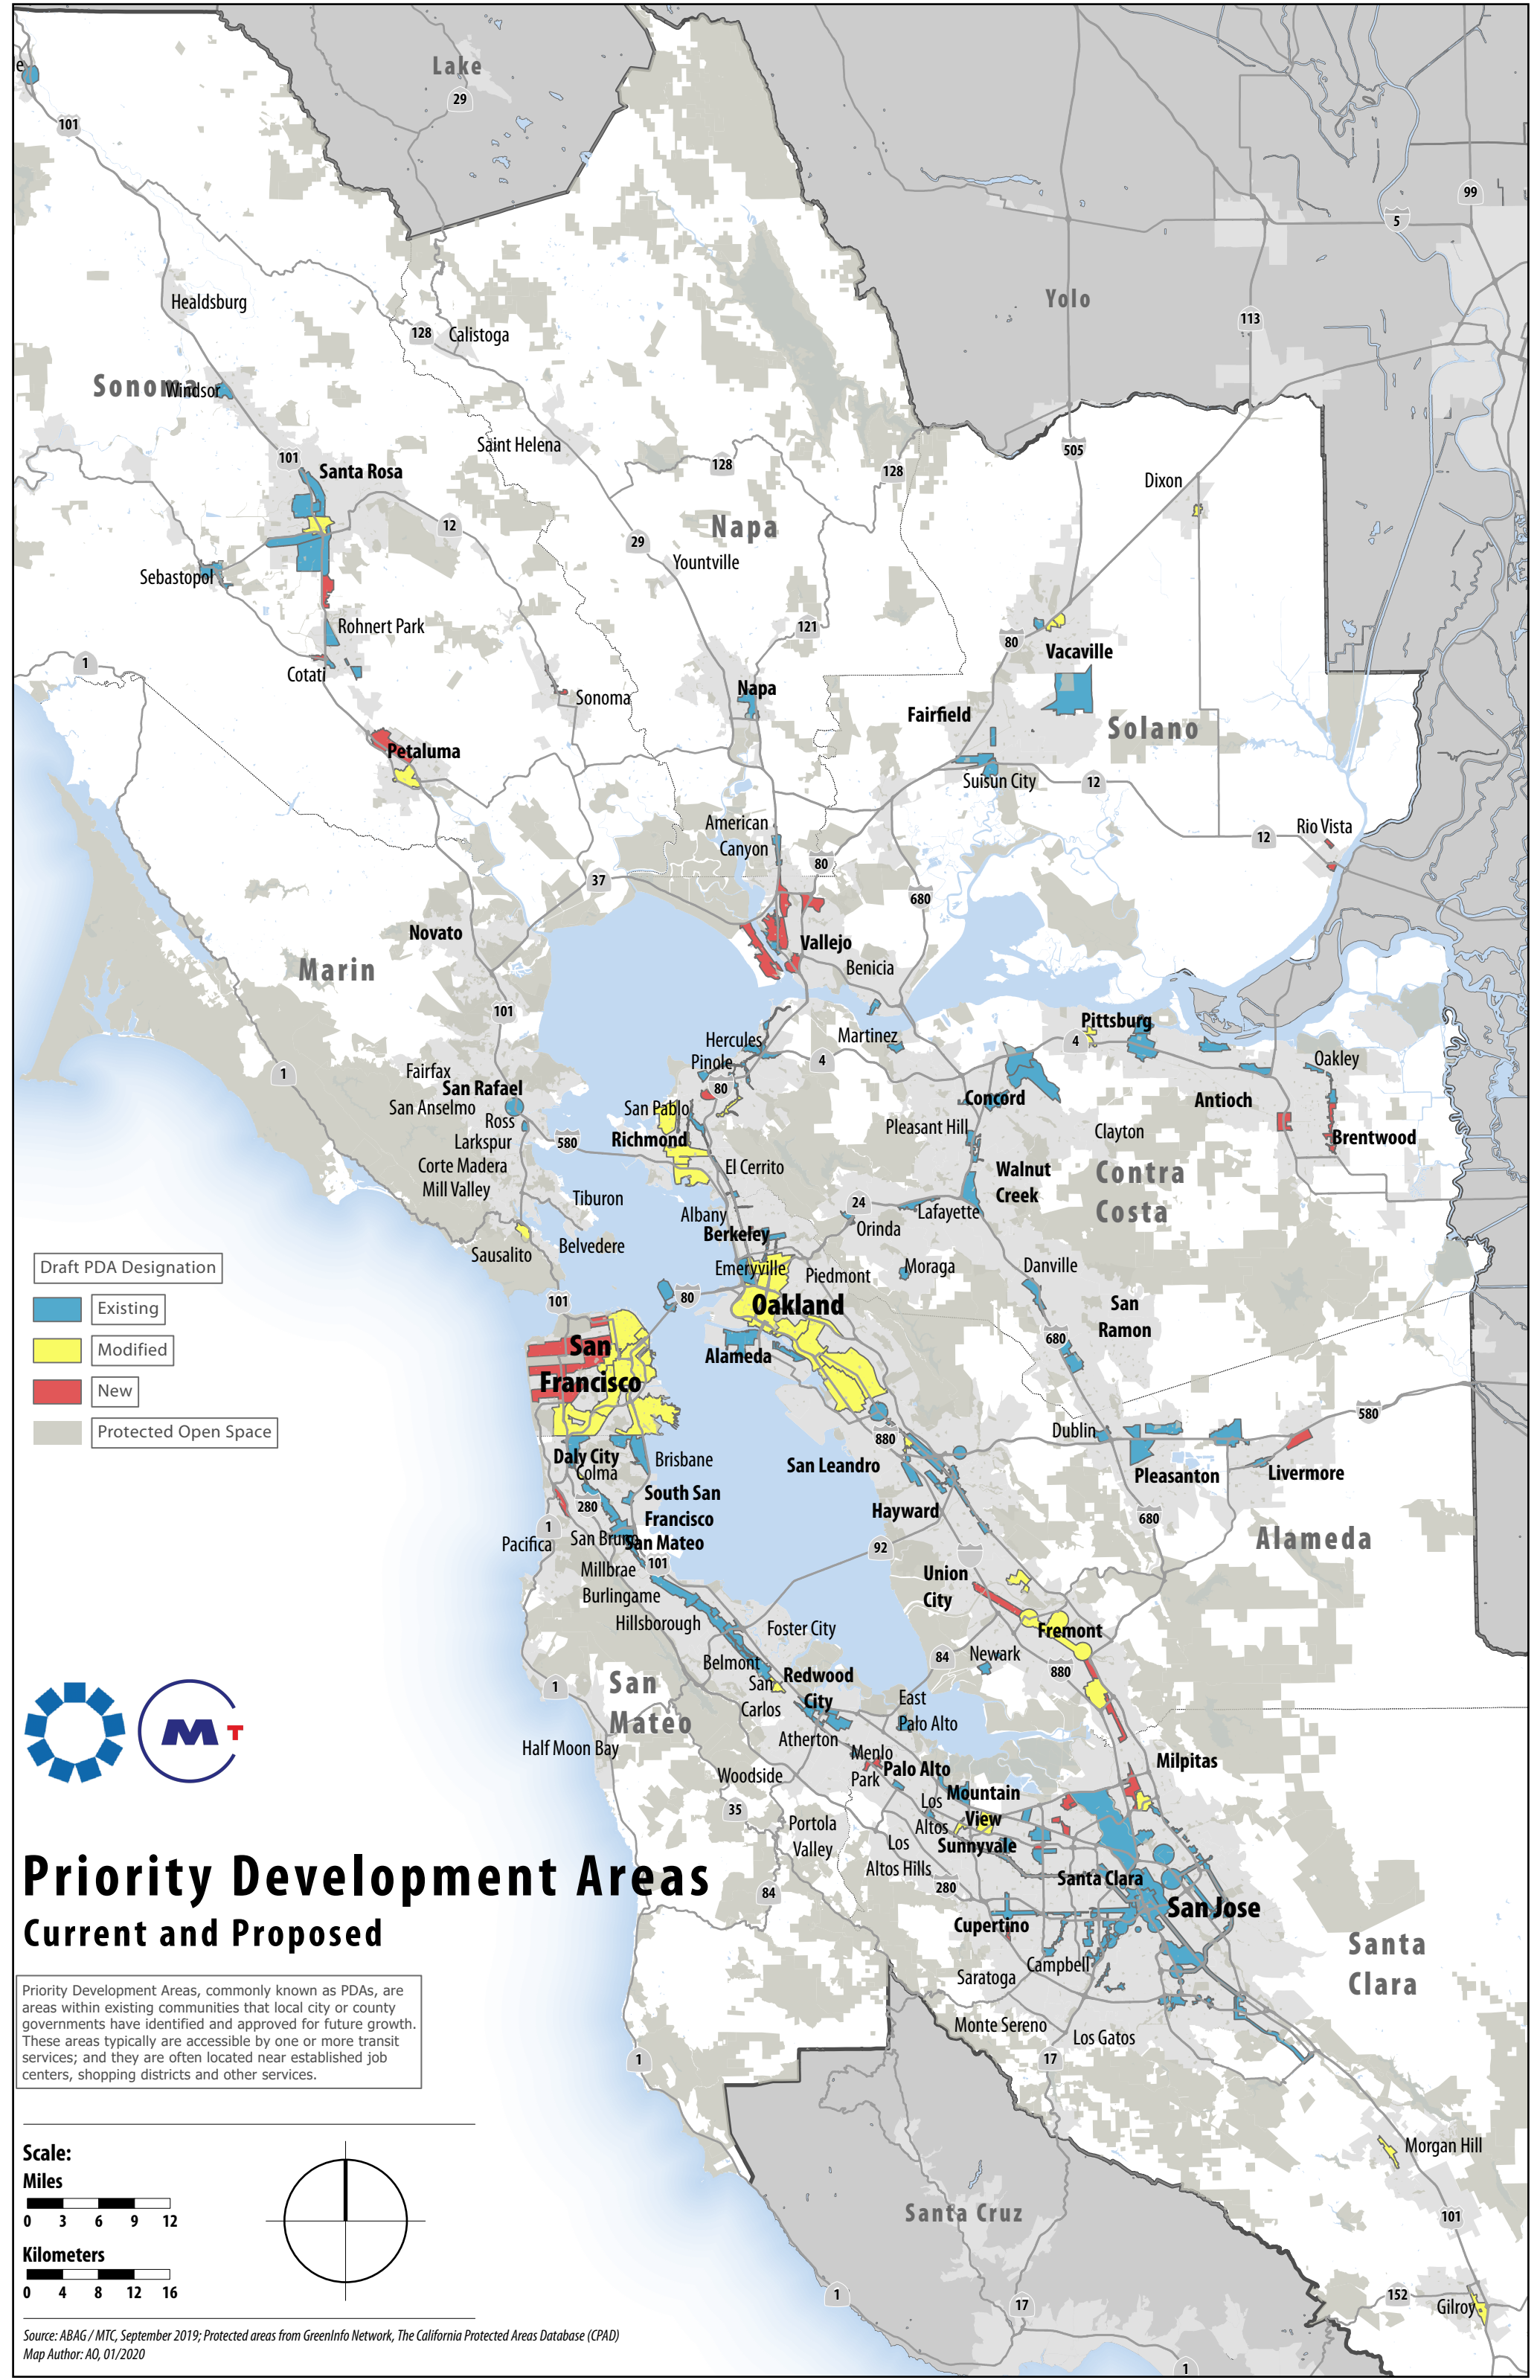 Lake
29
e
101
99
5
Yolo
113
Healdsburg
128
Calistoga
Sonoma
Windsor
Saint Helena
505
101
Santa Rosa
128
128
Dixon
12
Napa
29
Yountville
Sebastopol
121
Rohnert Park
80
Vacaville
1
Cotati
Sonoma
Napa
Fairfield
Solano
Petaluma
Suisun City
12
American
Canyon
Rio Vista
12
80
37
680
Novato
Vallejo
Marin
Benicia
101
Pittsburg
Hercules
Martinez
4
Pinole
4
Oakley
1
Fairfax
San Rafael
80
San Anselmo
San Pablo
Concord
Antioch
Ross
Pleasant Hill
Clayton
Larkspur
580
Richmond
Brentwood
Corte Madera
El Cerrito
Walnut
Creek
Contra
Costa
Mill Valley
Tiburon
24
Albany
Lafayette
Orinda
Berkeley
Sausalito
Belvedere
Emeryville
Piedmont
Moraga
Danville
Draft PDA Designation
Existing
Modified
New
Protected Open Space
101
80
Oakland
San
Ramon
San
Francisco
Alameda
680
580
Dublin
880
Daly City
Brisbane
San Leandro
Colma
Pleasanton
Livermore
280
South San
Francisco
Hayward
1
Pacifica
San Bruno
San Mateo
92
680
Alameda
101
Millbrae
Union
City
Burlingame
Hillsborough
Foster City
Fremont
84
Newark
880
Belmont
Redwood
City
San
Carlos
1
San
Mateo
East
Palo Alto
Atherton
Half Moon Bay
Menlo
Park
Palo Alto
Milpitas
Woodside
Mountain
View
Los
Altos
35
Portola
Valley
Los
Altos Hills
Sunnyvale
M T
Priority Development Areas
Current and Proposed
84
280
Santa Clara
San Jose
Cupertino
Santa
Clara
Campbell
Saratoga
Priority Development Areas, commonly known as PDAs, are
areas within existing communities that local city or county
governments have identified and approved for future growth.
These areas typically are accessible by one or more transit
services; and they are often located near established job
centers, shopping districts and other services.
Monte Sereno
Los Gatos
1
17
Morgan Hill
Scale:
Miles
0 3 6 9 12
Kilometers
0 4 8 12 16
Santa Cruz
101
1
17
152
Gilroy
1
Source: ABAG / MTC, September 2019; Protected areas from GreenInfo Network, The California Protected Areas Database (CPAD)
Map Author: AO, 01/2020